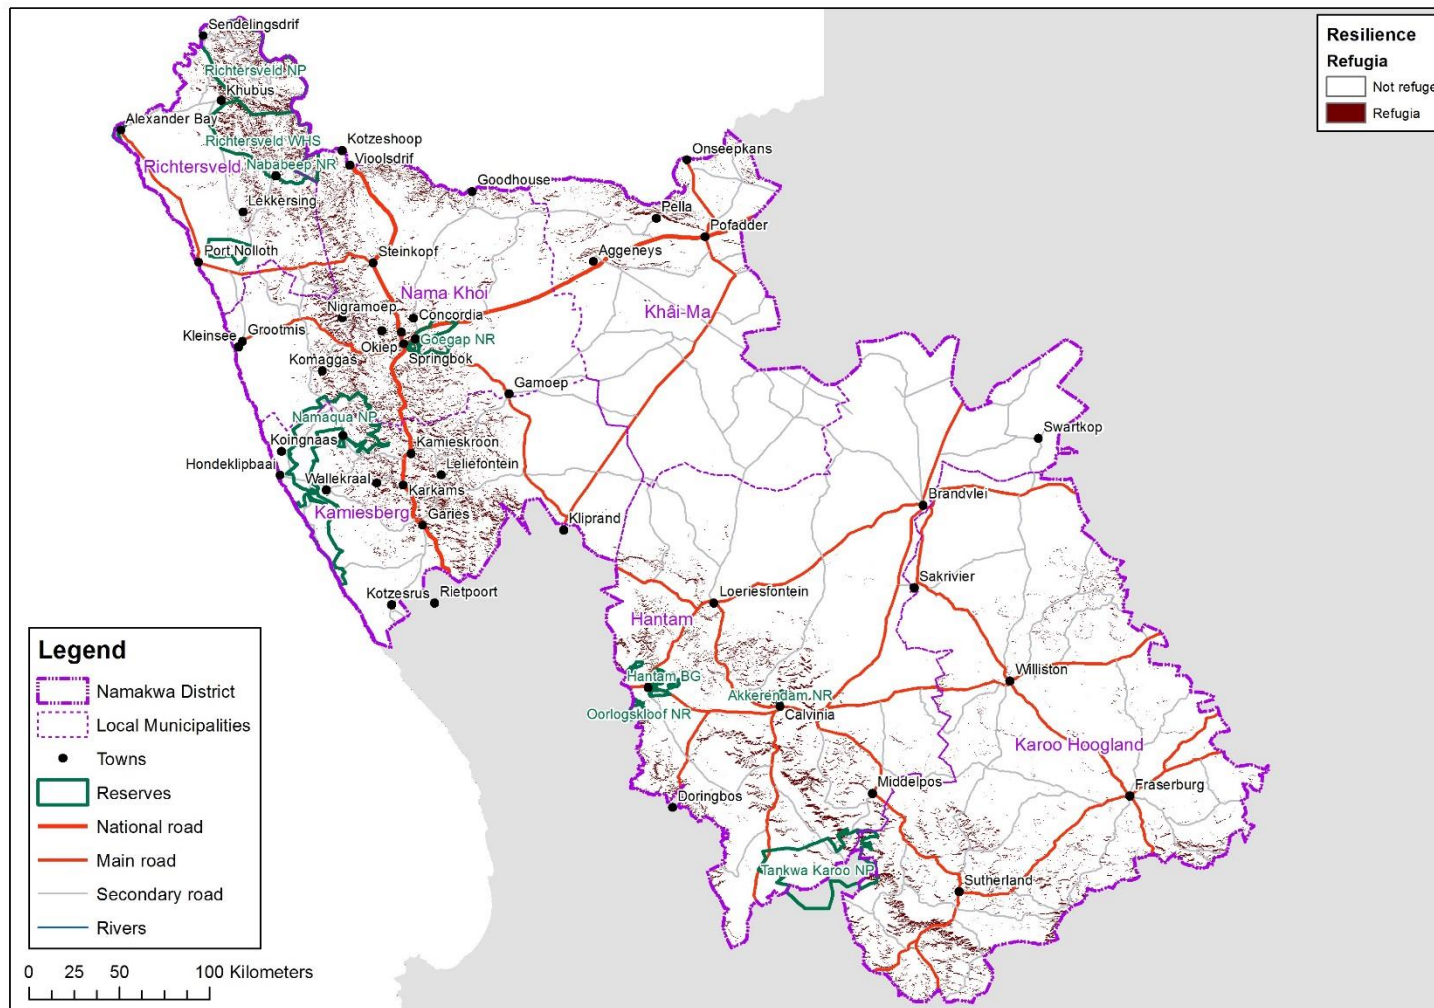 Sendelingsdrif
Richtersveld NP
Khubus
Alexander Bay
Richtersveld WHS
Kotzeshoop
Richtersveld
Nababeep NR
Vioolsdrif
Onseepkans
Goodhouse
Lekkersing
Pella
Pofadder
Port Nolloth
Steinkopf
Aggeneys
Nama Khoi
Nigramoep
Concordia
Khâi-Ma
Kleinsee
Grootmis
Okiep
Goegap NR
Springbok
Komaggas
Gamoep
Namaqua NP
Koingnaas
Kamieskroon
Swartkop
Hondeklipbaai
Wallekraal
Leliefontein
Karkams
Kamiesberg
Garies
Brandvlei
Kliprand
Sakrivier
Kotzesrus
Rietpoort
Loeriesfontein
Hantam
Williston
Hantam BG
Akkerendam NR
Oorlogskloof NR
Calvinia
Karoo Hoogland
Middelpos
Fraserburg
Doringbos
Tankwa Karoo NP
Sutherland
Resilience
Refugia
Not refuge
Refugia
Legend
Namakwa District
Local Municipalities
Towns
Reserves
National road
Main road
Secondary road
Rivers
0 25 50 100 Kilometers